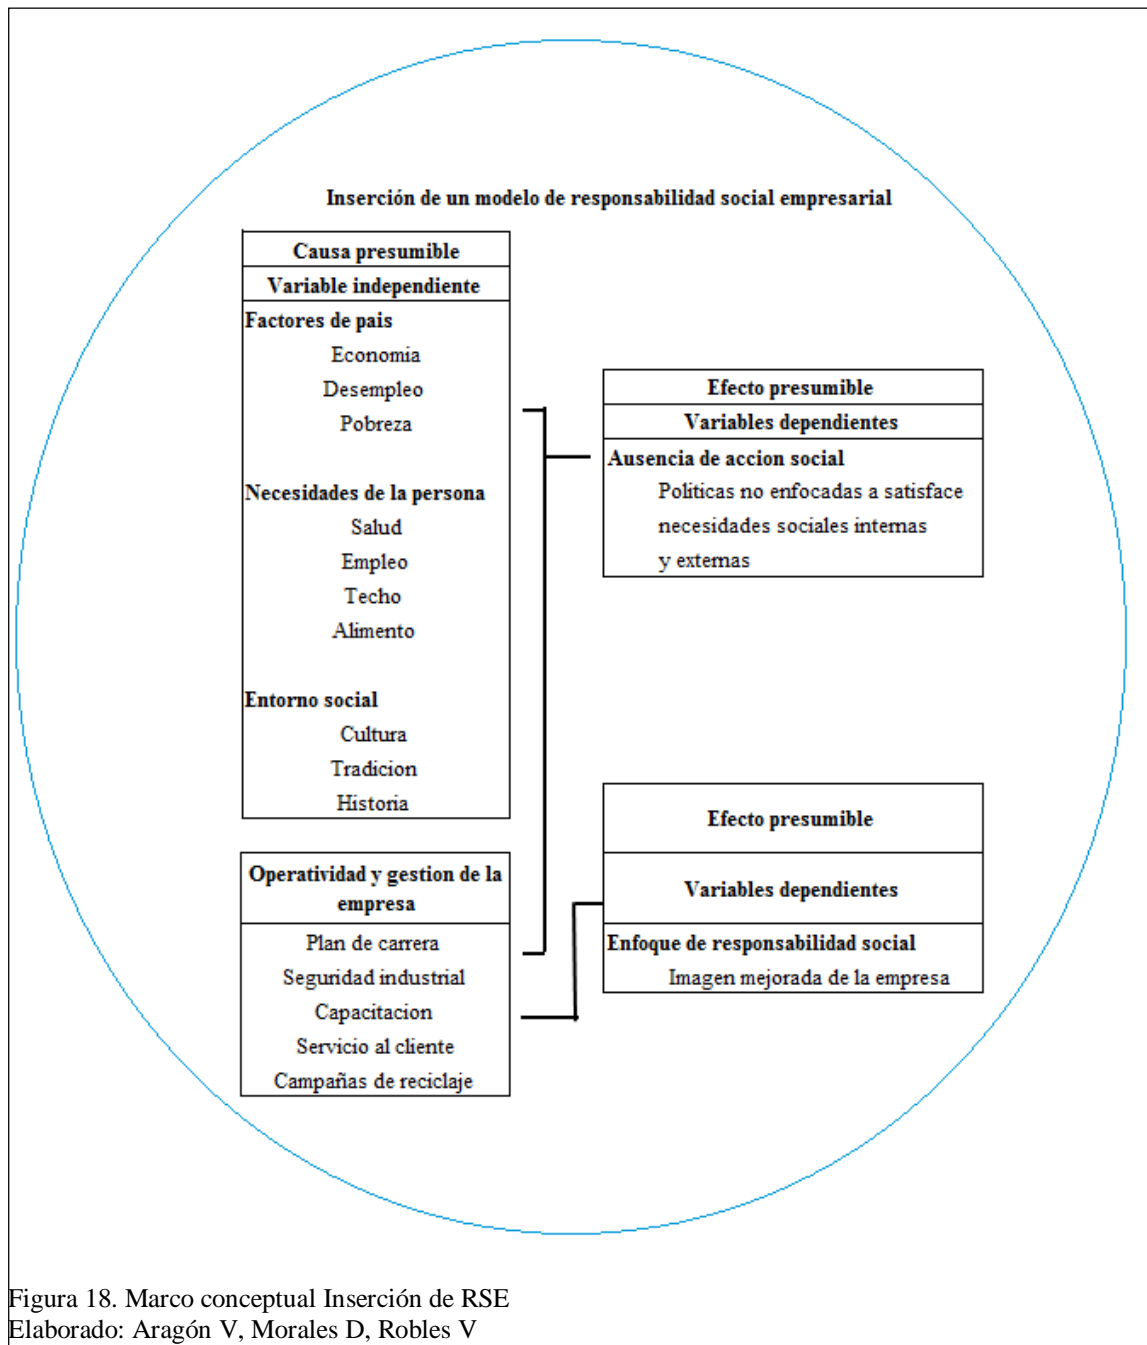 Inserción de un modelo de responsabilidad social empresarial
Causa presumible
Variable independiente
Factores de pais
Economia
Desempleo
Pobreza
Necesidades de la persona
Salud
Empleo
Techo
Alimento
Entorno social
Cultura
Tradicion
Historia
Operatividad y gestion de la
empresa
Plan de carrera
Seguridad industrial
Capacitacion
Servicio al cliente
Campañas de reciclaje
Efecto presumible
Variables dependientes
Ausencia de accion social
Politicas no enfocadas a satisface
necesidades sociales internas
y externas
Efecto presumible
Variables dependientes
Enfoque de responsabilidad social
Imagen mejorada de la empresa
Figura 18. Marco conceptual Inserción de RSE
Elaborado: Aragón V, Morales D, Robles V